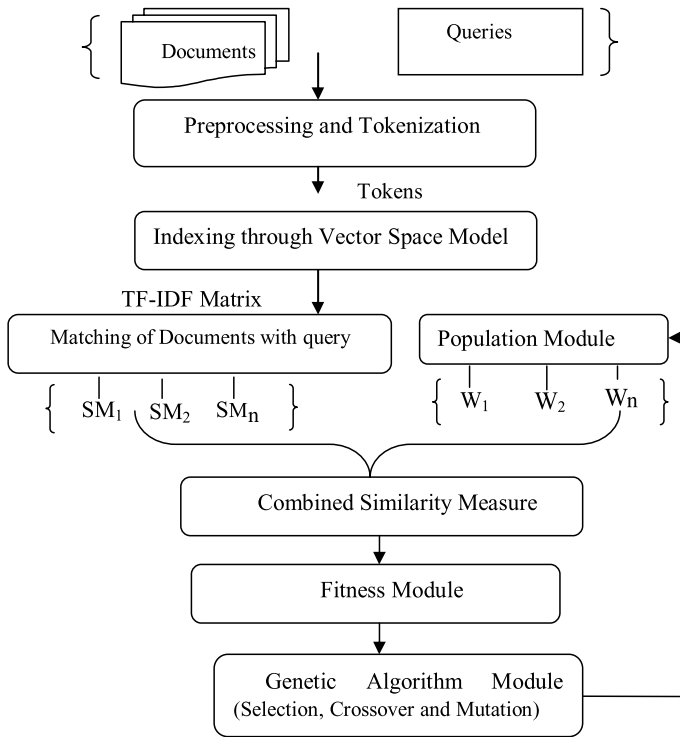 Documents
Queries
Preprocessing and Tokenization
Tokens
Indexing through Vector Space Model
TF-IDF Matrix
Matching of Documents with query
Population Module
{ SM₁ SM₂ SMn }
{ W₁ W₂ Wn }
Combined Similarity Measure
Fitness Module
Genetic Algorithm Module
(Selection, Crossover and Mutation)